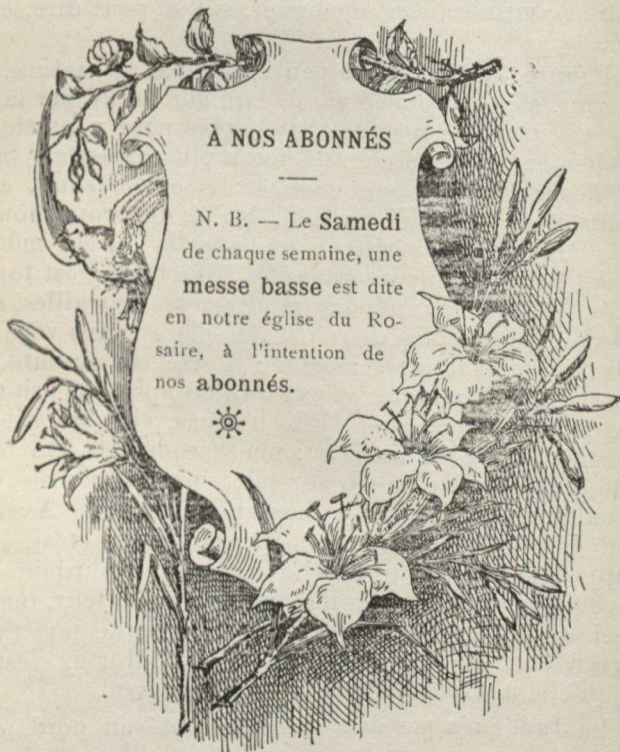 À NOS ABONNÉS
N. B. — Le Samedi
de chaque semaine, une
messe basse est dite
en notre église du Ro-
saire, à l'intention de
nos abonnés.